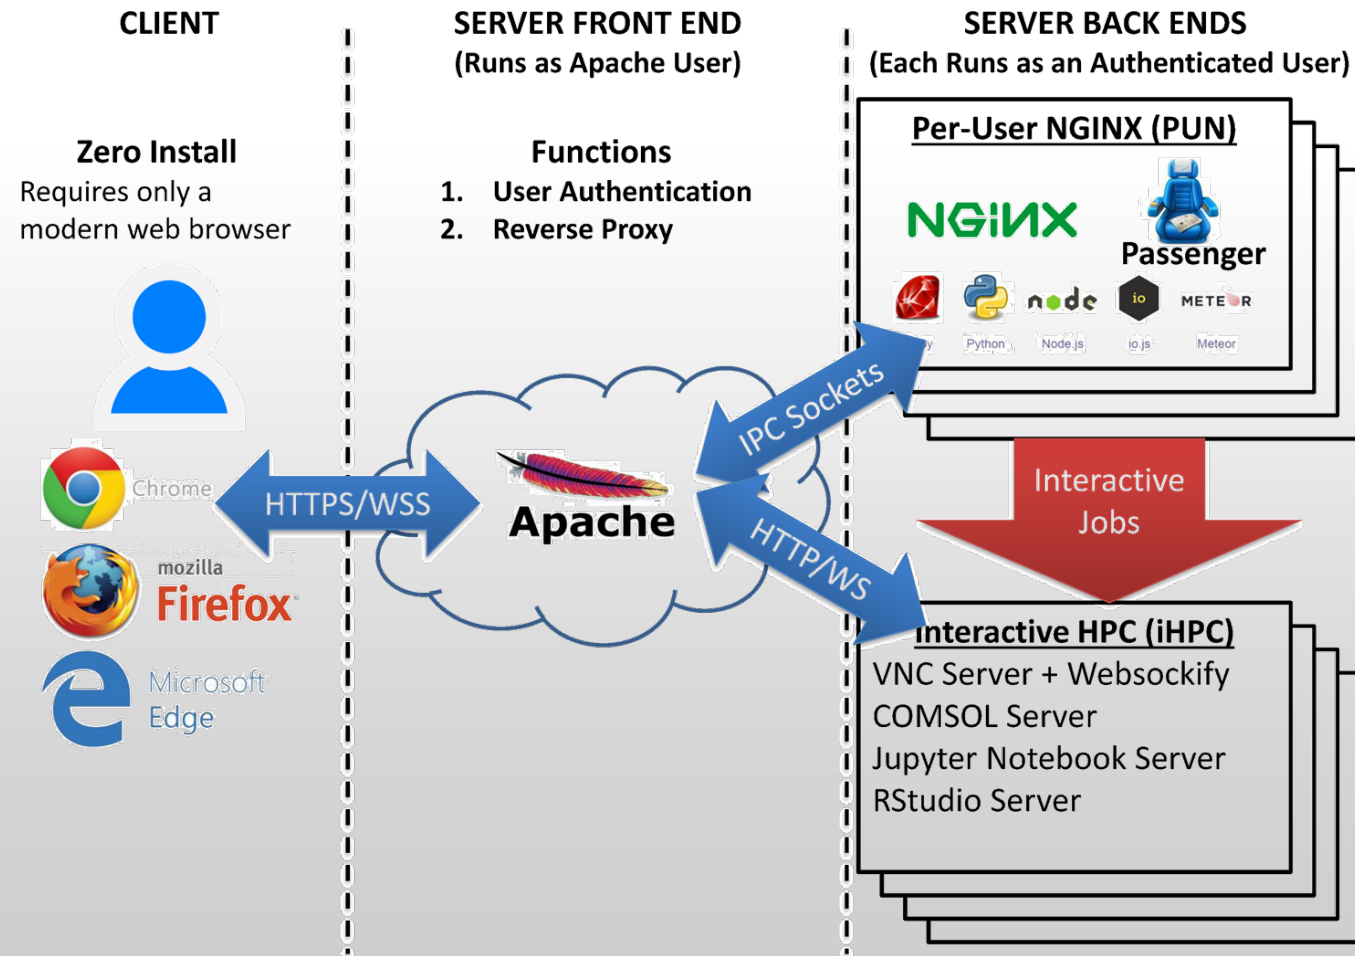 CLIENT
Zero Install
Requires only a
modern web browser
Chrome
mozilla
Firefox
Microsoft
Edge
HTTPS/WSS
SERVER FRONT END
(Runs as Apache User)
Functions
1. User Authentication
2. Reverse Proxy
Apache
IPC Sockets
HTTP/WS
SERVER BACK ENDS
(Each Runs as an Authenticated User)
Per-User NGINX (PUN)
NGINX
Passenger
node
io
METEOR
Python
Node.js
io.js
Meteor
Interactive
Jobs
Interactive HPC (iHPC)
VNC Server + Websockify
COMSOL Server
Jupyter Notebook Server
RStudio Server